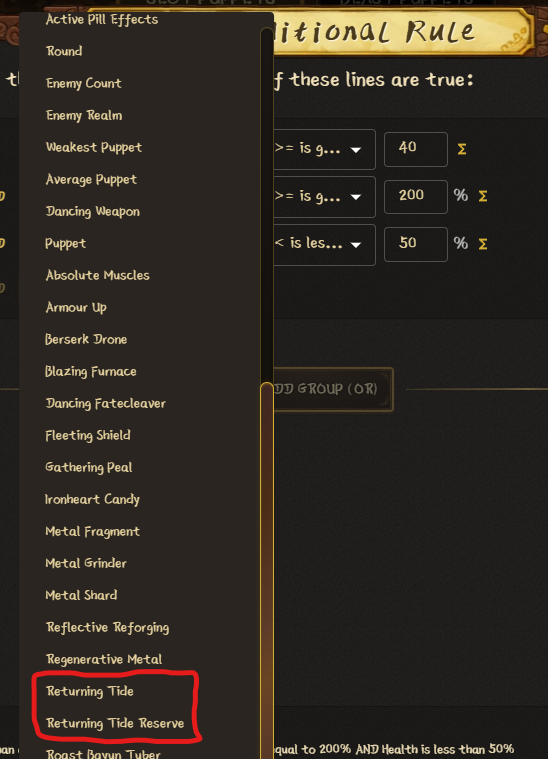 Active Pill Effects
Round
Enemy Count
Enemy Realm
Weakest Puppet
Average Puppet
Dancing Weapon
Puppet
Absolute Muscles
Armour Up
Berserk Drone
Blazing Furnace
Dancing Fatecleaver
Fleeting Shield
Gathering Peal
Ironheart Candy
Metal Fragment
Metal Grinder
Metal Shard
Reflective Reforging
Regenerative Metal
Returning Tide
Returning Tide Reserve
Roast Bayun Tuber
ditional Rule
f these lines are true:
>= is g... 40 Σ
>= is g... 200 % Σ
< is les... 50 % Σ
DD GROUP (OR)
qual to 200% AND Health is less than 50%